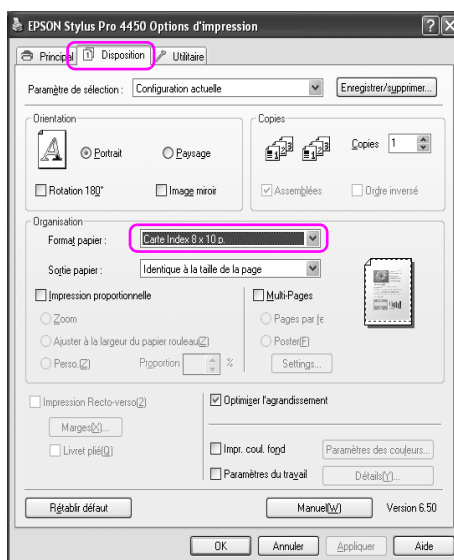 EPSON Stylus Pro 4450 Options d'impression
Principal Disposition Utilitaire
Paramètre de sélection : Configuration actuelle Enregistrer/supprimer...
Orientation
Portrait Paysage
Rotation 180° Image miroir
Copies
Copies 1
Assemblées Ordre inversé
Organisation
Format papier : Carte Index 8 x 10 p.
Sortie papier : Identique à la taille de la page
Impression proportionnelle
Zoom
Ajuster à la largeur du papier rouleau(Z)
Perso.(Z) Proportion %
Multi-Pages
Pages par fe
Poster(F)
Settings...
Impression Recto-verso(2)
Marges(X)...
Livret plié(Q)
Optimiser l'agrandissement
Impr. coul. fond Paramètres des couleurs...
Paramètres du travail Détails(Y)...
Rétablir défaut Manuel(W) Version 6.50
OK Annuler Appliquer Aide